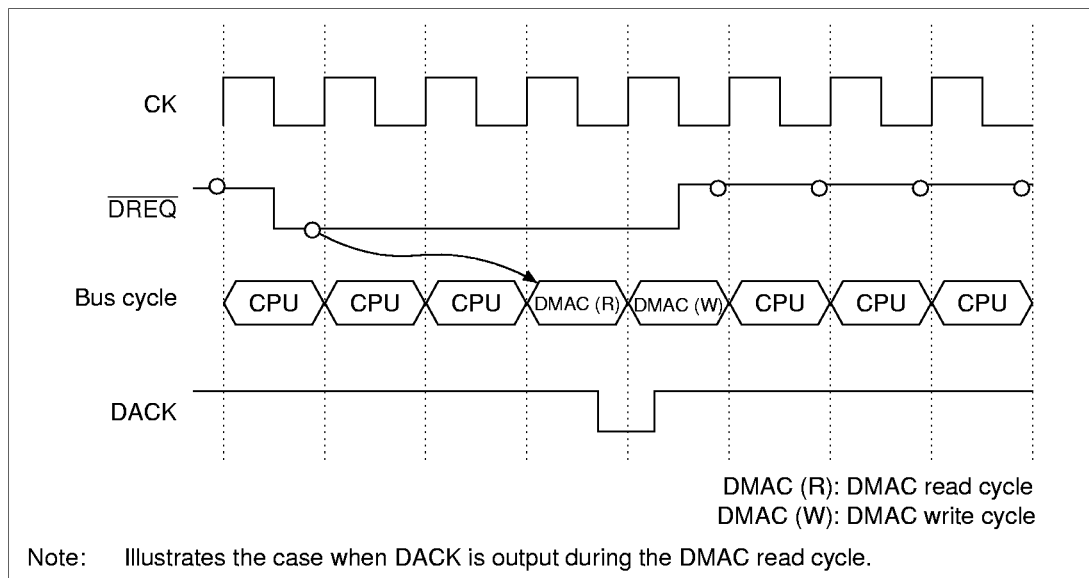 CK
DREQ
Bus cycle CPU CPU CPU DMAC (R) DMAC (W) CPU CPU CPU
DACK
DMAC (R): DMAC read cycle
DMAC (W): DMAC write cycle
Note: Illustrates the case when DACK is output during the DMAC read cycle.